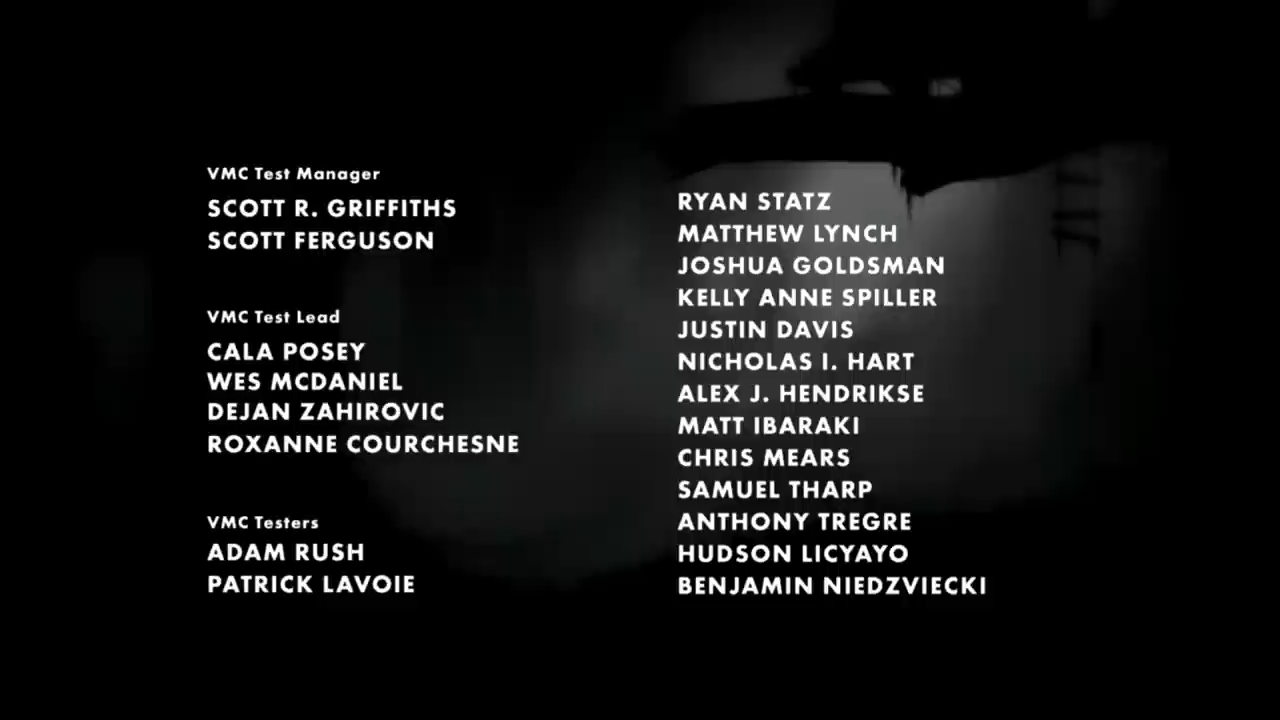 VMC Test Manager
SCOTT R. GRIFFITHS
SCOTT FERGUSON
VMC Test Lead
CALA POSEY
WES MCDANIEL
DEJAN ZAHIROVIC
ROXANNE COURCHESNE
VMC Testers
ADAM RUSH
PATRICK LAVOIE
RYAN STATZ
MATTHEW LYNCH
JOSHUA GOLDSMAN
KELLY ANNE SPILLER
JUSTIN DAVIS
NICHOLAS I. HART
ALEX J. HENDRIKSE
MATT IBARAKI
CHRIS MEARS
SAMUEL THARP
ANTHONY TREGRE
HUDSON LICYAYO
BENJAMIN NIEDZVIECKI